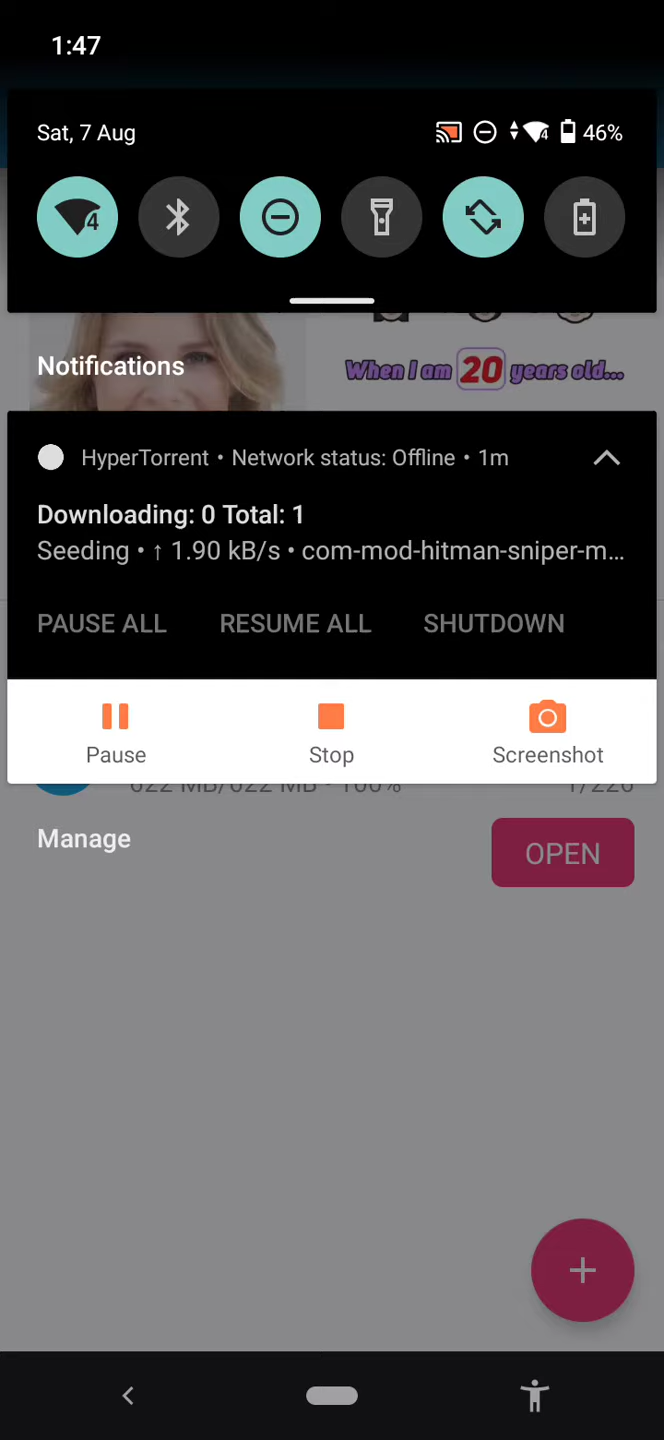 1:47
Sat, 7 Aug
4 46%
4
When I am 20 years old...
Notifications
HyperTorrent • Network status: Offline • 1m
Downloading: 0 Total: 1
Seeding • ↑ 1.90 kB/s • com-mod-hitman-sniper-m...
PAUSE ALL RESUME ALL SHUTDOWN
Pause Stop Screenshot
622 MB/622 MB • 100% 1/226
Manage
OPEN